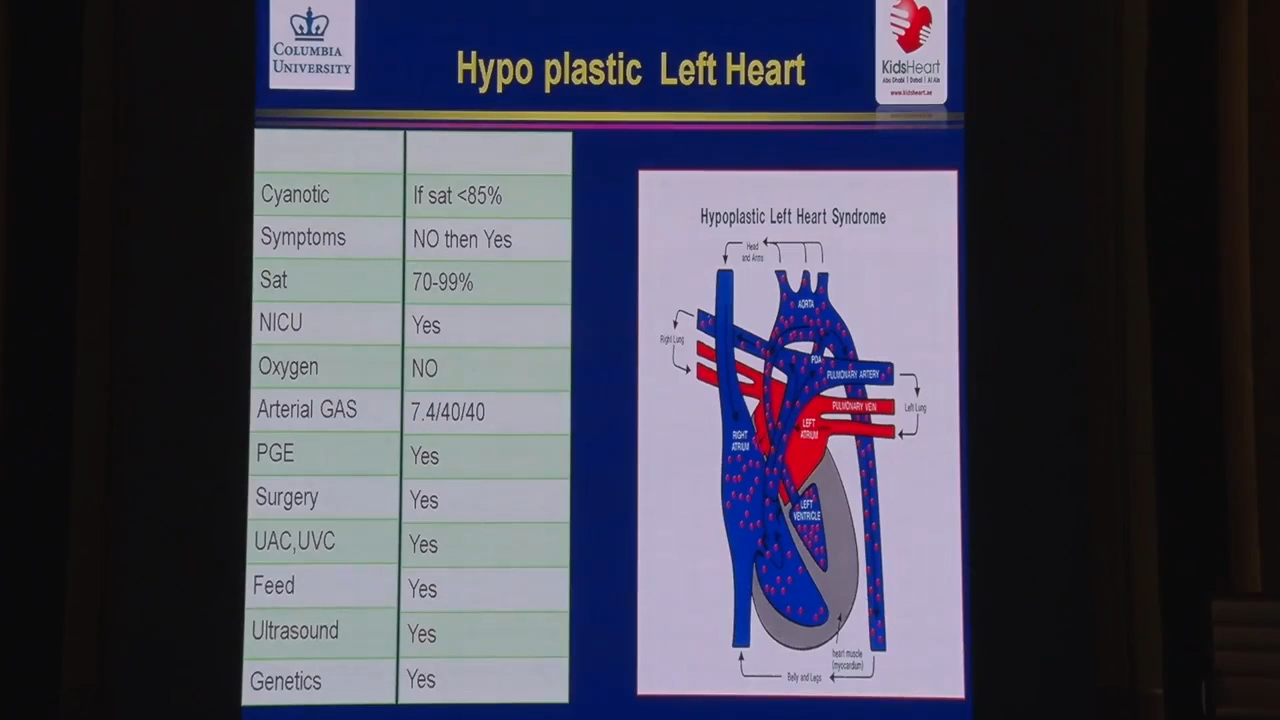 COLUMBIA
UNIVERSITY
Hypo plastic Left Heart
KidsHeart
Abu Dhabi | Dubai | Al Ain
www.kidsheart.ae
Cyanotic If sat <85%
Symptoms NO then Yes
Sat 70-99%
NICU Yes
Oxygen NO
Arterial GAS 7.4/40/40
PGE Yes
Surgery Yes
UAC,UVC Yes
Feed Yes
Ultrasound Yes
Genetics Yes
Hypoplastic Left Heart Syndrome
Head
and Arms
AORTA
Right Lung
PDA
PULMONARY ARTERY
PULMONARY VEIN
Left Lung
LEFT
ATRIUM
RIGHT
ATRIUM
LEFT
VENTRICLE
heart muscle
(myocardium)
Belly and Legs